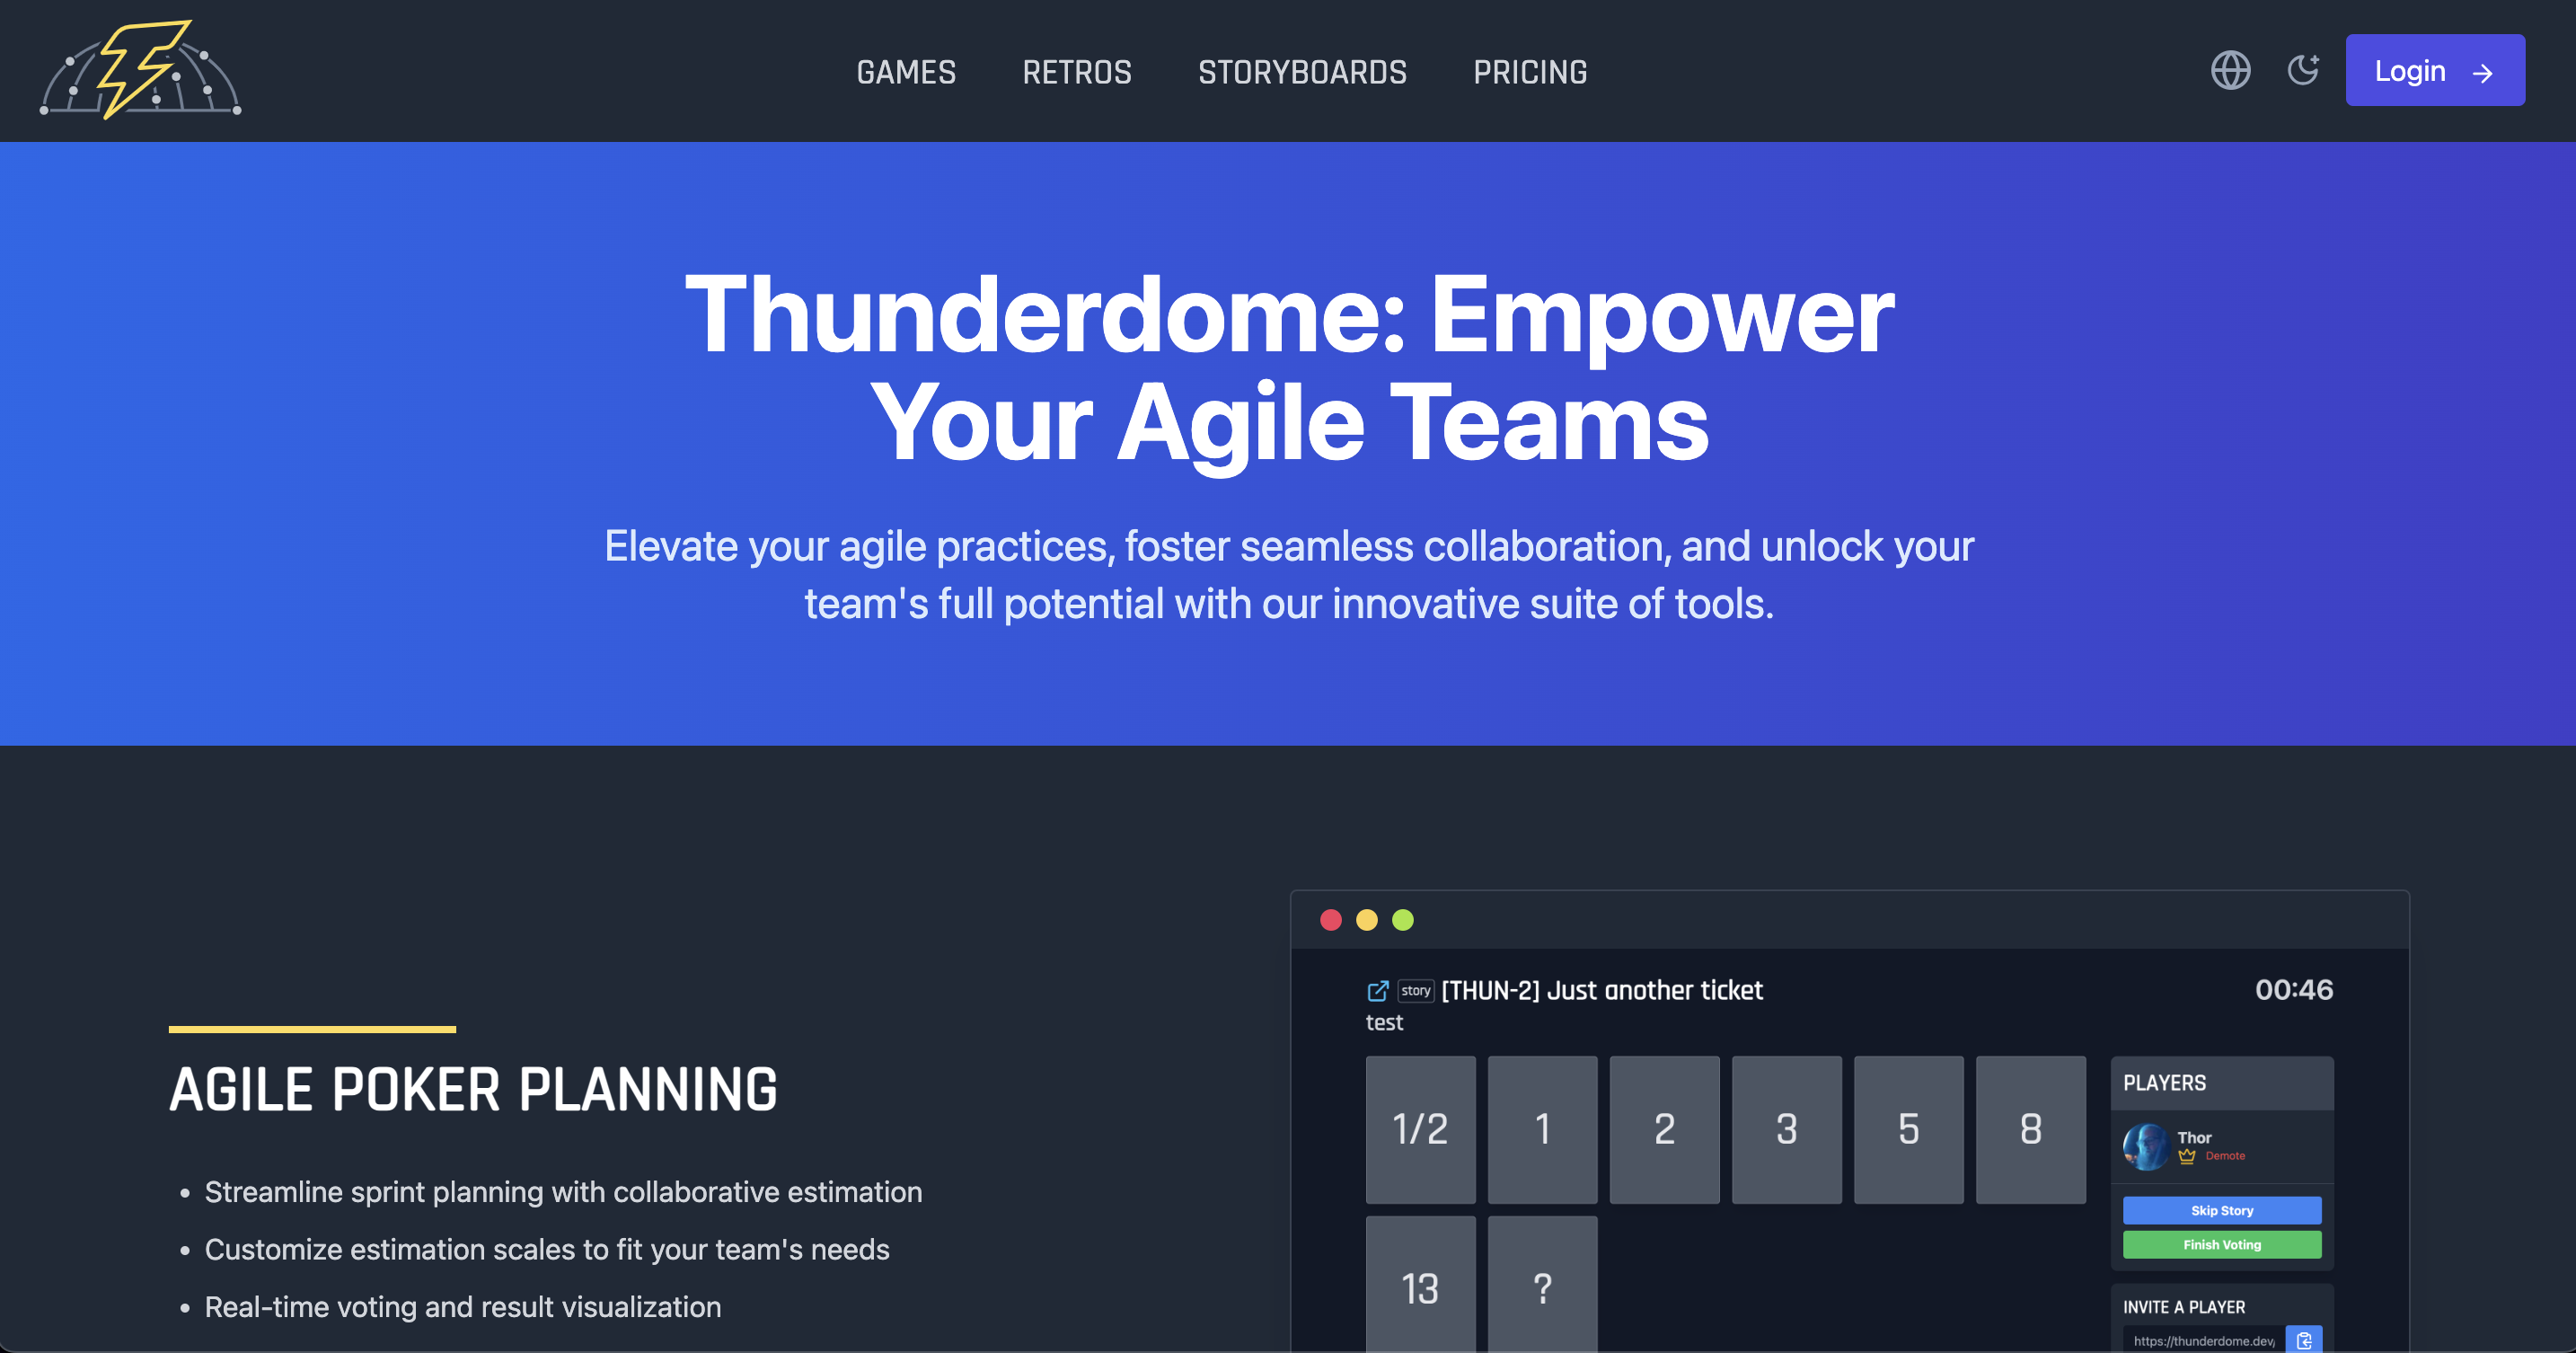 GAMES RETROS STORYBOARDS PRICING Login
Thunderdome: Empower
Your Agile Teams
Elevate your agile practices, foster seamless collaboration, and unlock your
team's full potential with our innovative suite of tools.
AGILE POKER PLANNING
Streamline sprint planning with collaborative estimation
Customize estimation scales to fit your team's needs
Real-time voting and result visualization
story [THUN-2] Just another ticket
00:46
test
1/2 1 2 3 5 8
13 ?
PLAYERS
Thor
Demote
Skip Story
Finish Voting
INVITE A PLAYER
https://thunderdome.dev/